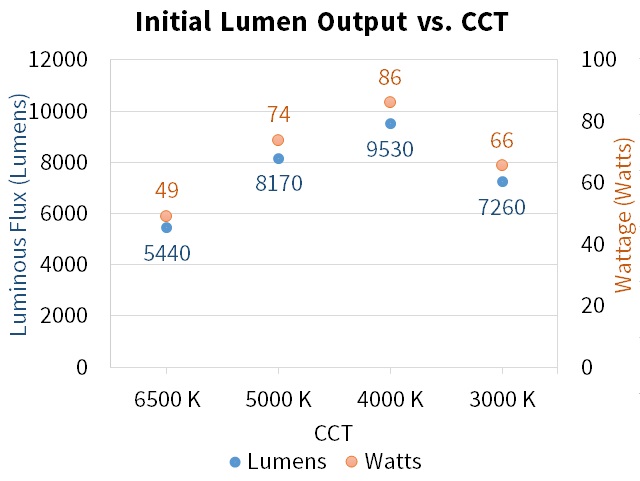 Initial Lumen Output vs. CCT
Luminous Flux (Lumens)
12000
10000
8000
6000
4000
2000
0
49
74
86
66
5440
8170
9530
7260
100
80
60
40
20
0
Wattage (Watts)
6500 K
5000 K
4000 K
3000 K
CCT
Lumens
Watts